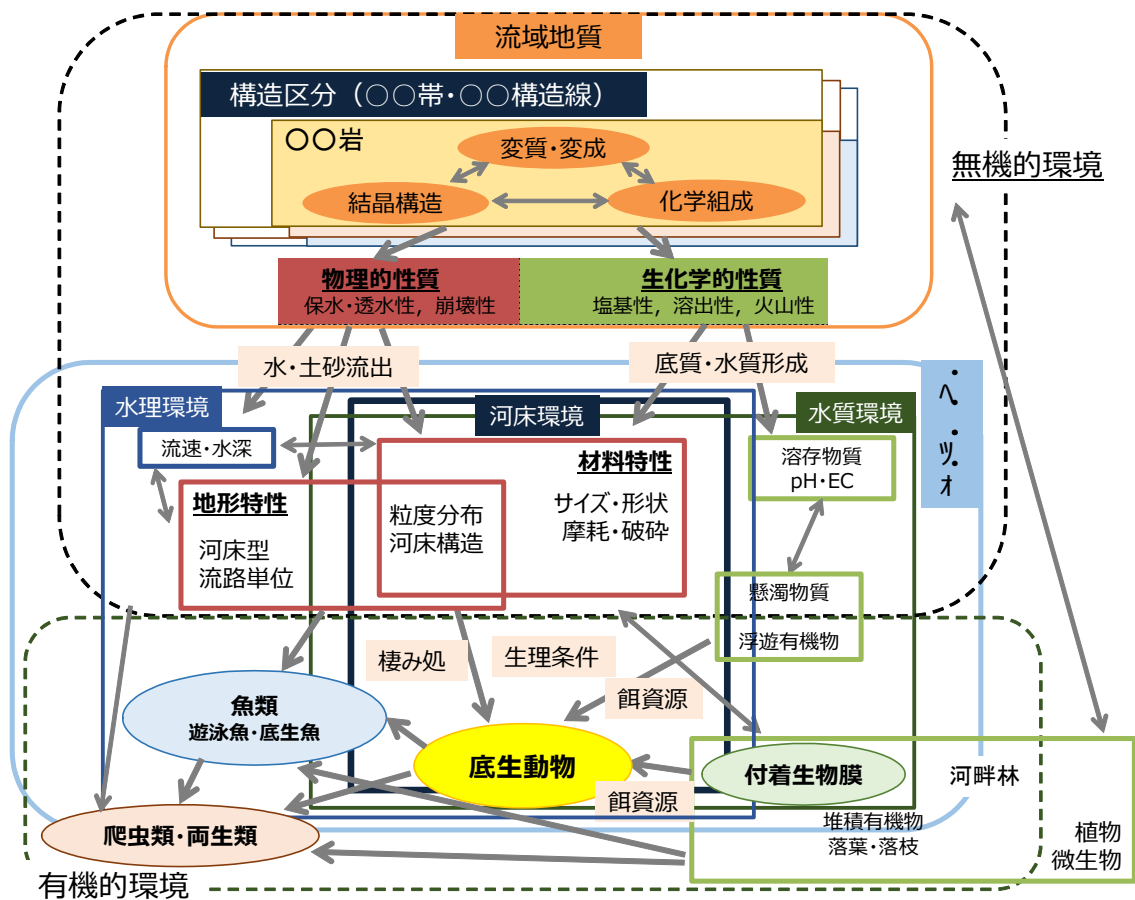 流域地質
構造区分（○○帯・○○構造線）
〇〇岩
変質・変成
結晶構造
化学組成
無機的環境
物理的性質
保水・透水性，崩壊性
生化学的性質
塩基性，溶出性，火山性
水・土砂流出
底質・水質形成
水理環境
河床環境
水質環境
流速・水深
材料特性
サイズ・形状
摩耗・破砕
溶存物質
pH・EC
地形特性
河床型
流路単位
粒度分布
河床構造
懸濁物質
浮遊有機物
棲み処
生理条件
餌資源
魚類
遊泳魚・底生魚
底生動物
付着生物膜
河畔林
餌資源
堆積有機物
落葉・落枝
爬虫類・両生類
植物
微生物
有機的環境